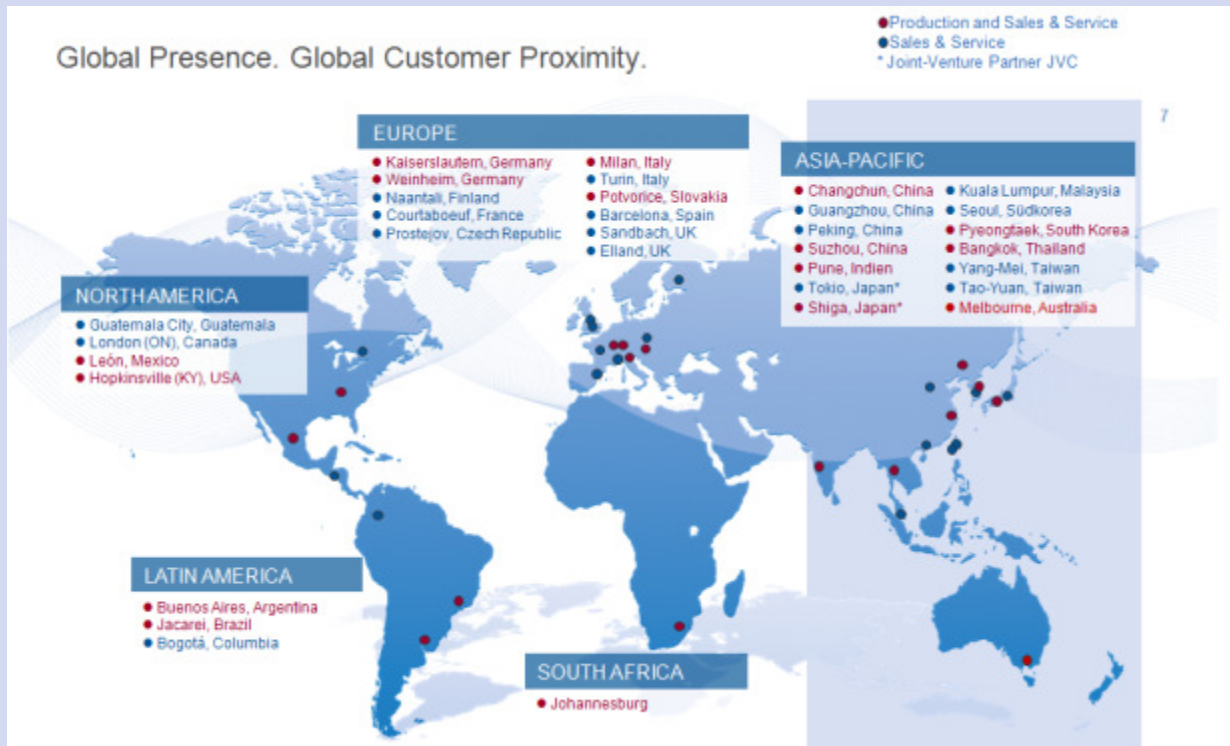 Global Presence. Global Customer Proximity.
Production and Sales & Service
Sales & Service
* Joint-Venture Partner JVC
7
EUROPE
Kaiserslautern, Germany
Weinheim, Germany
Naantali, Finland
Courtaboeuf, France
Prostejov, Czech Republic
Milan, Italy
Turin, Italy
Potvorice, Slovakia
Barcelona, Spain
Sandbach, UK
Elland, UK
ASIA-PACIFIC
Changchun, China
Guangzhou, China
Peking, China
Suzhou, China
Pune, Indien
Tokio, Japan*
Shiga, Japan*
Kuala Lumpur, Malaysia
Seoul, Südkorea
Pyeongtaek, South Korea
Bangkok, Thailand
Yang-Mei, Taiwan
Tao-Yuan, Taiwan
Melbourne, Australia
NORTH AMERICA
Guatemala City, Guatemala
London (ON), Canada
León, Mexico
Hopkinsville (KY), USA
LATIN AMERICA
Buenos Aires, Argentina
Jacarei, Brazil
Bogotá, Columbia
SOUTH AFRICA
Johannesburg